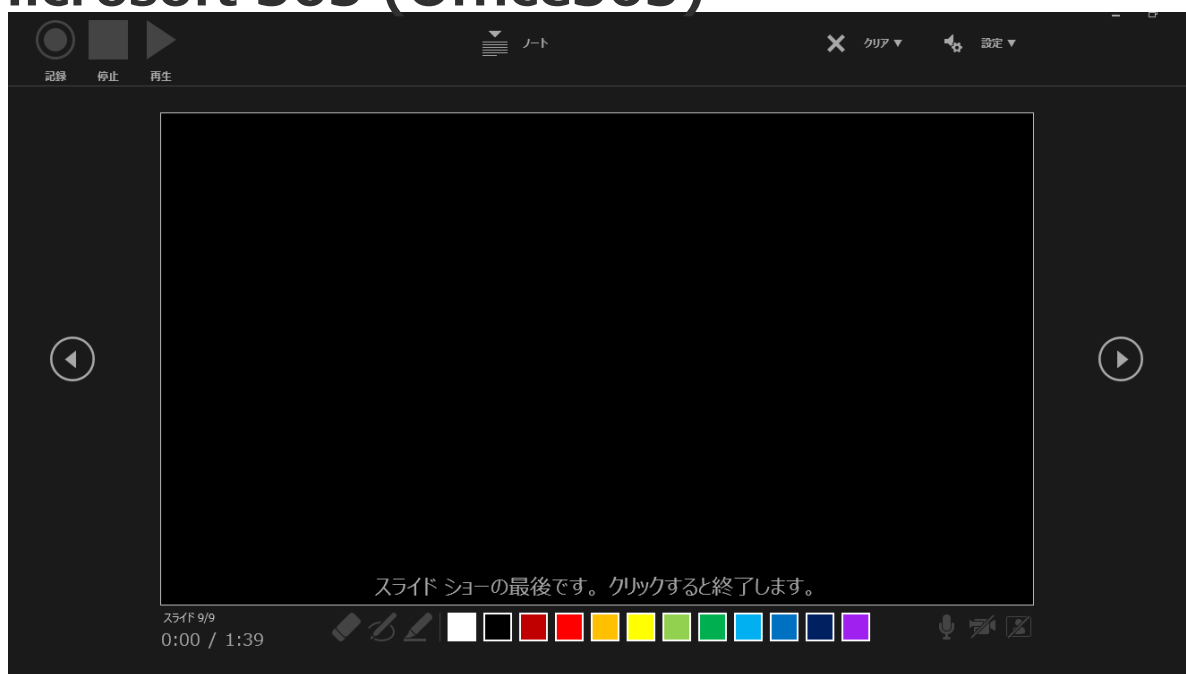 icrosoft 365 (Office365)
ノート
クリア
設定
記録 停止 再生
スライド ショーの最後です。クリックすると終了します。
スライド 9/9
0:00 / 1:39